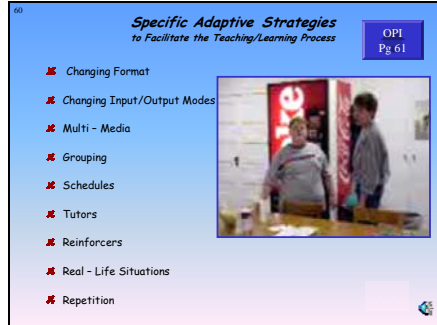 60
Specific Adaptive Strategies
to Facilitate the Teaching/Learning Process
OPI
Pg 61
Changing Format
Changing Input/Output Modes
Multi - Media
Grouping
Schedules
Tutors
Reinforcers
Real - Life Situations
Repetition